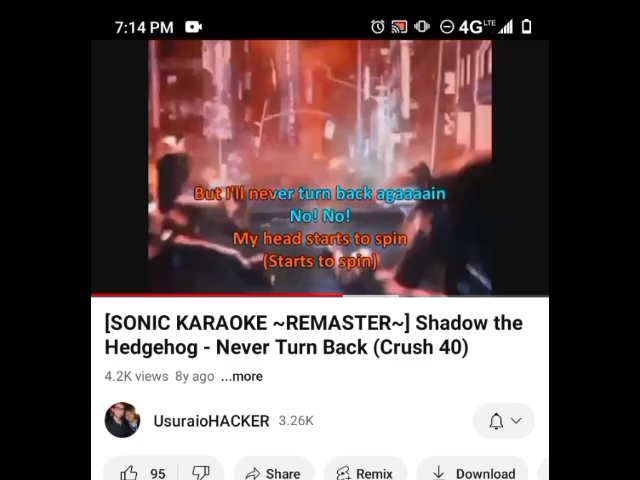 7:14 PM 4G LTE
But I'll never turn back agaaaain
No! No!
My head starts to spin
(Starts to spin)
[SONIC KARAOKE ~REMASTER~] Shadow the
Hedgehog - Never Turn Back (Crush 40)
4.2K views 8y ago ...more
UsuraioHACKER 3.26K
95 Share Remix Download